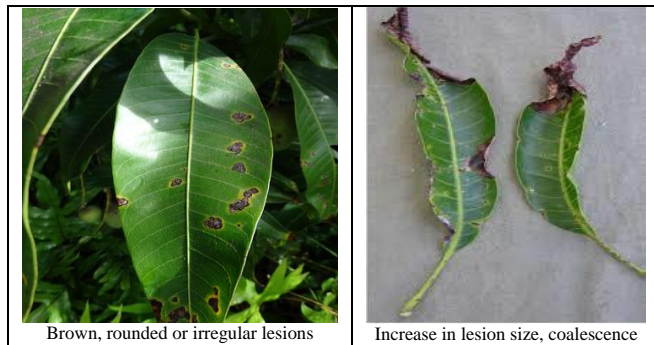 Brown, rounded or irregular lesions
Increase in lesion size, coalescence